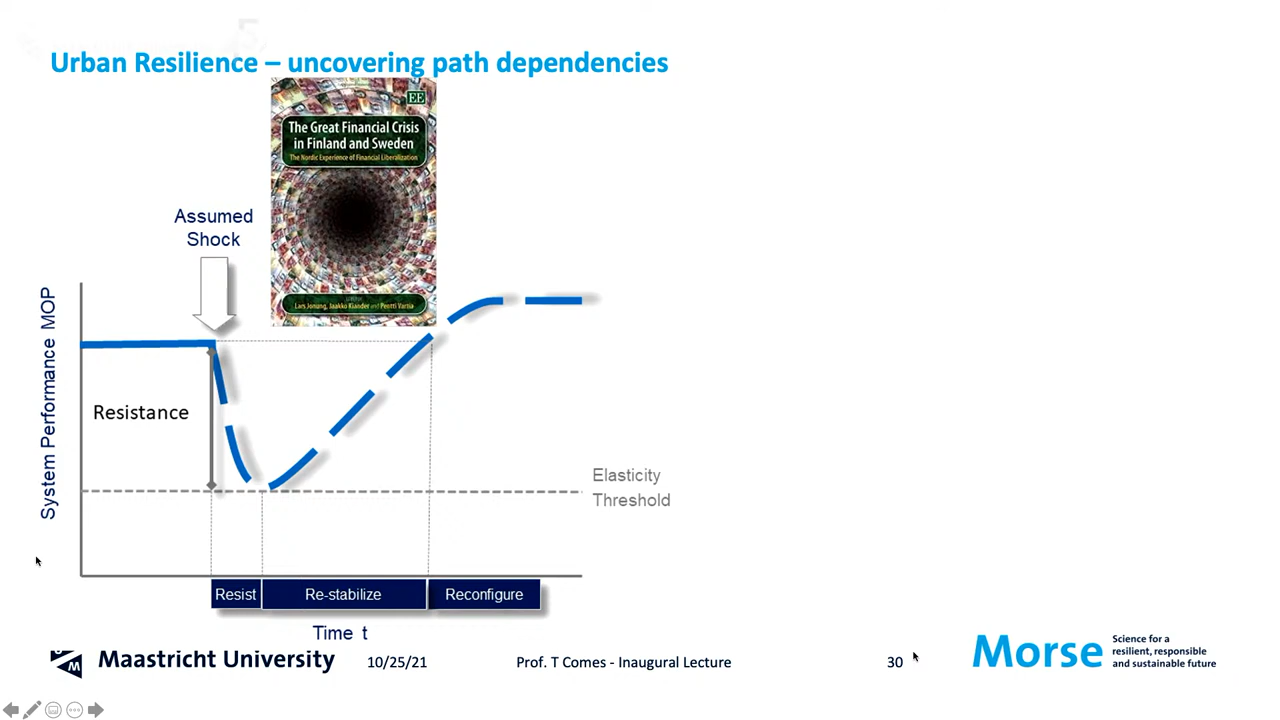 Urban Resilience – uncovering path dependencies
EE
The Great Financial Crisis
in Finland and Sweden
The Nordic Experience of Financial Liberalization
Lars Jonung, Jaakko Kiander and Pentti Vartia
Assumed
Shock
System Performance MOP
Resistance
Elasticity
Threshold
Resist
Re-stabilize
Reconfigure
Time t
Maastricht University
10/25/21
Prof. T Comes - Inaugural Lecture
30
Morse
Science for a
resilient, responsible
and sustainable future